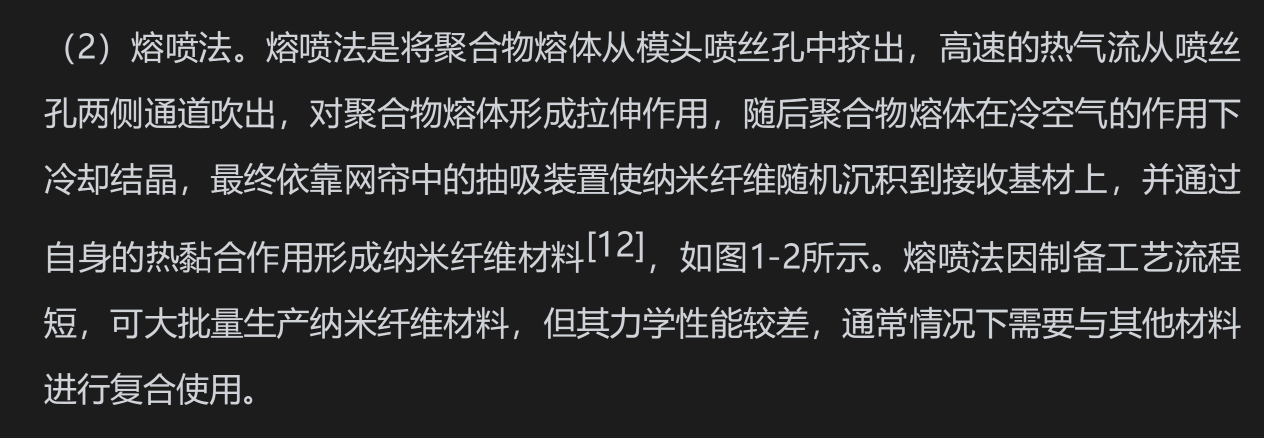 （2）熔喷法。熔喷法是将聚合物熔体从模头喷丝孔中挤出，高速的热气流从喷丝
孔两侧通道吹出，对聚合物熔体形成拉伸作用，随后聚合物熔体在冷空气的作用下
冷却结晶，最终依靠网帘中的抽吸装置使纳米纤维随机沉积到接收基材上，并通过
自身的热黏合作用形成纳米纤维材料[12]，如图1-2所示。熔喷法因制备工艺流程
短，可大批量生产纳米纤维材料，但其力学性能较差，通常情况下需要与其他材料
进行复合使用。